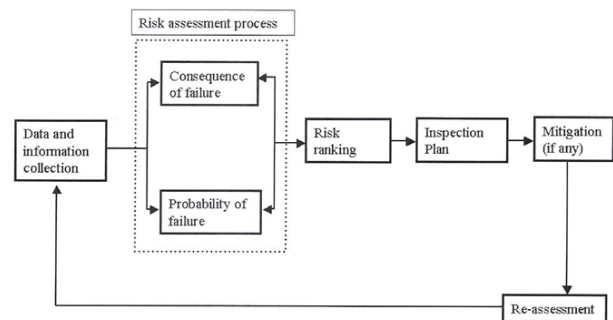 Risk assessment process
Consequence
of failure
Data and
information
collection
Probability of
failure
Risk
ranking
Inspection
Plan
Mitigation
(if any)
Re-assessment